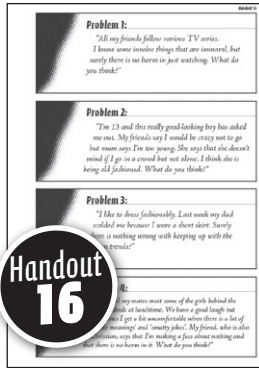 Handout 16
Problem 1:
"All my friends follow various TV series.
I know some involve things that are immoral, but
surely there is no harm in just watching. What do
you think?"
Problem 2:
"I'm 13 and this really good-looking boy has asked
me out. My friends say I would be crazy not to go
but mum says I'm too young. She says that she doesn't
mind if I go in a crowd but not alone. I think she is
being old fashioned. What do you think?"
Problem 3:
"I like to dress fashionably. Last week my dad
scolded me because I wore a short skirt. Surely
there is nothing wrong with keeping up with the
trends?"
4:
my mates meet some of the girls behind the
at lunchtime. We have a good laugh but
I get a bit uncomfortable when there is a lot of
meanings' and 'smutty jokes'. My friend, who is also
says that I'm making a fuss about nothing and
that there is no harm in it. What do you think?"
Handout
16